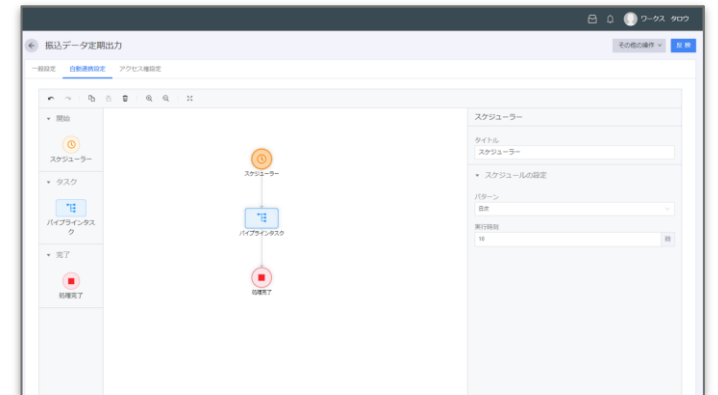 ワークス タロウ
振込データ定期出力
その他の操作
反映
一般設定 自動連携設定 アクセス権設定
開始
スケジューラー
タスク
パイプラインタス
ク
完了
処理完了
スケジューラー
パイプラインタスク
処理完了
スケジューラー
タイトル
スケジューラー
スケジュールの設定
パターン
日次
実行時刻
10